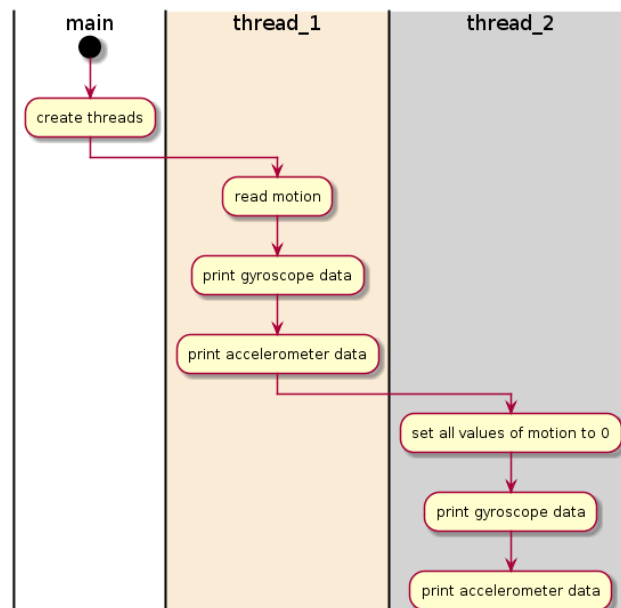 main
thread_1
thread_2
create threads
read motion
print gyroscope data
print accelerometer data
set all values of motion to 0
print gyroscope data
print accelerometer data